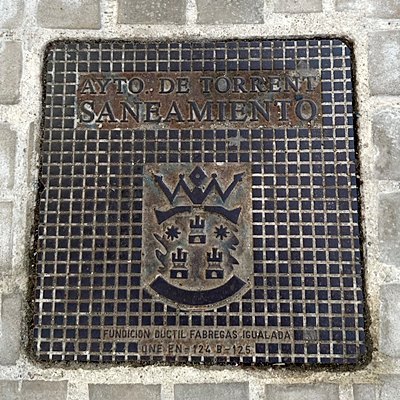 AYTO. DE TORRENT
SANEAMIENTO
FUNDICION DUCTIL FABREGAS-IGUALADA
UNE EN-124 B-125